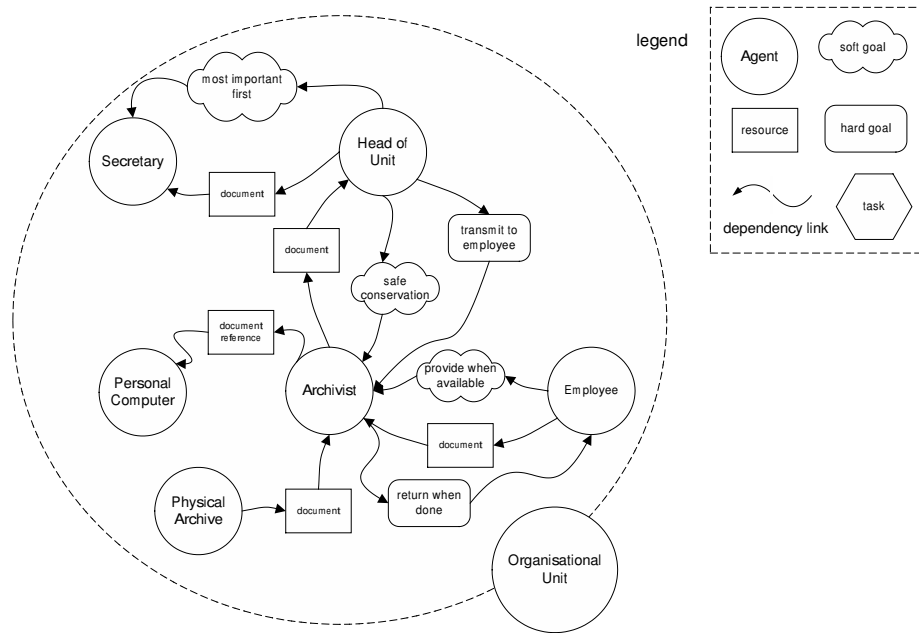 legend
Agent
soft goal
resource
hard goal
dependency link
task
most important
first
Secretary
Head of
Unit
document
document
transmit to
employee
safe
conservation
document
reference
Personal
Computer
Archivist
provide when
available
Employee
document
Physical
Archive
document
return when
done
Organisational
Unit